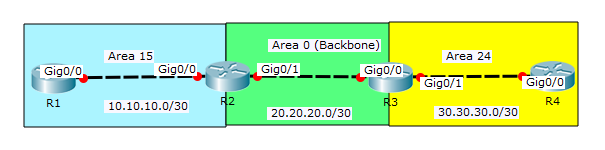 Area 15
Area 0 (Backbone)
Area 24
Gig0/0
Gig0/0
Gig0/1
Gig0/0
Gig0/1
Gig0/0
R1
R2
R3
R4
10.10.10.0/30
20.20.20.0/30
30.30.30.0/30